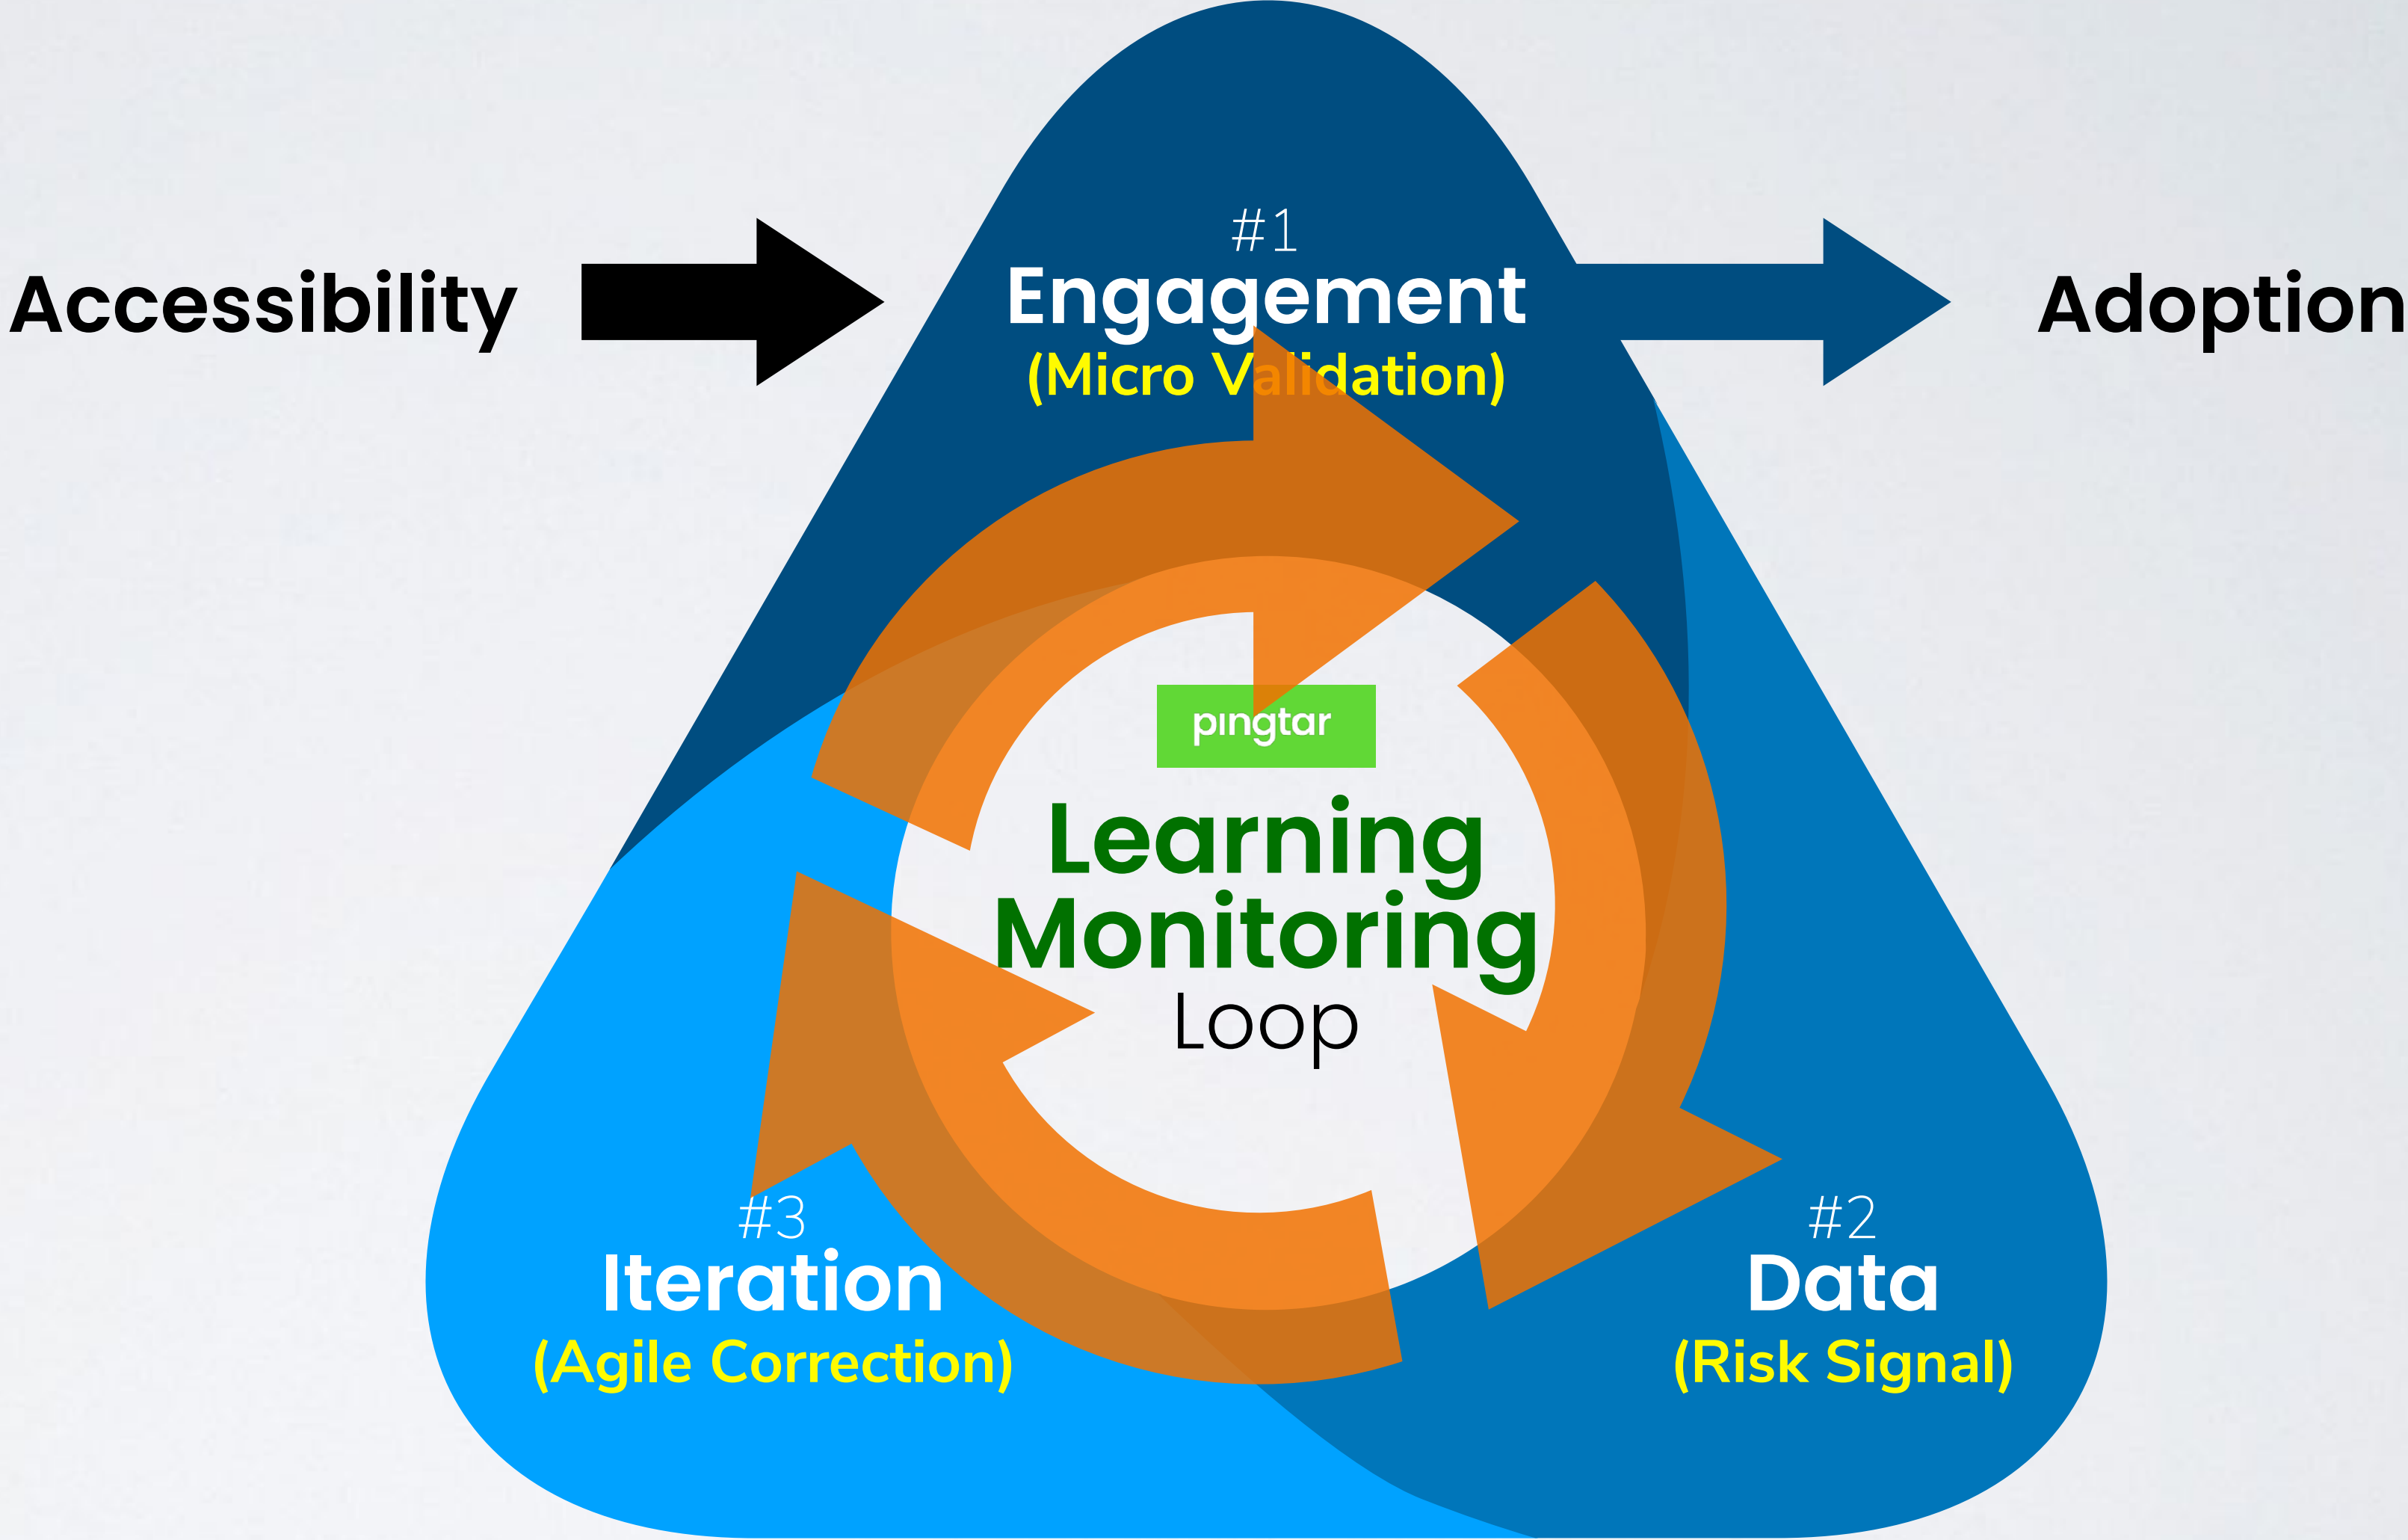 #1
Accessibility
Engagement
Adoption
(Micro Validation)
pingtar
Learning
Monitoring
Loop
#3
Iteration
(Agile Correction)
#2
Data
(Risk Signal)